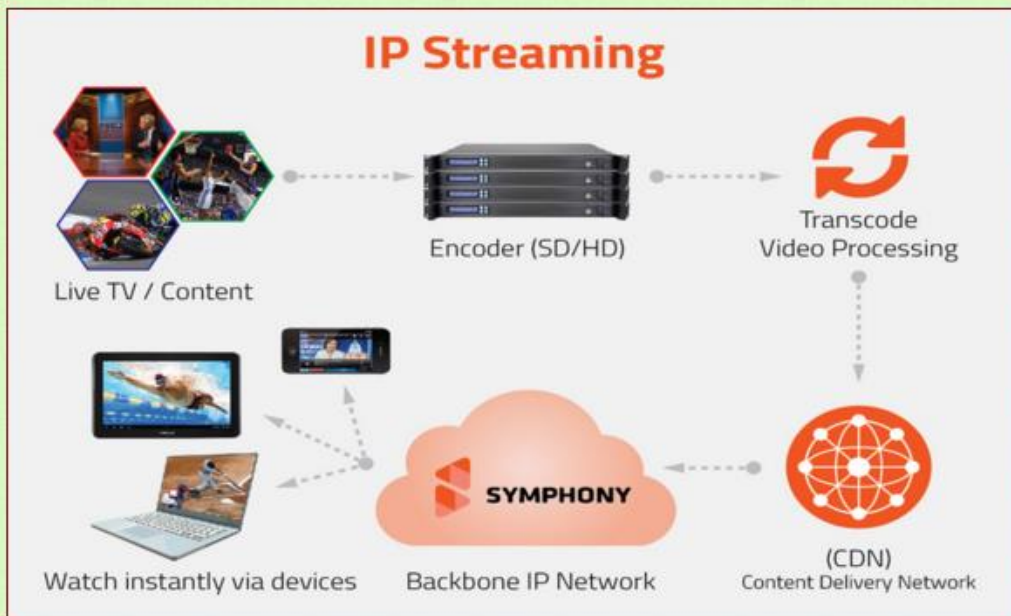 IP Streaming
Live TV / Content
Encoder (SD/HD)
Transcode
Video Processing
SYMPHONY
Watch instantly via devices
Backbone IP Network
(CDN)
Content Delivery Network